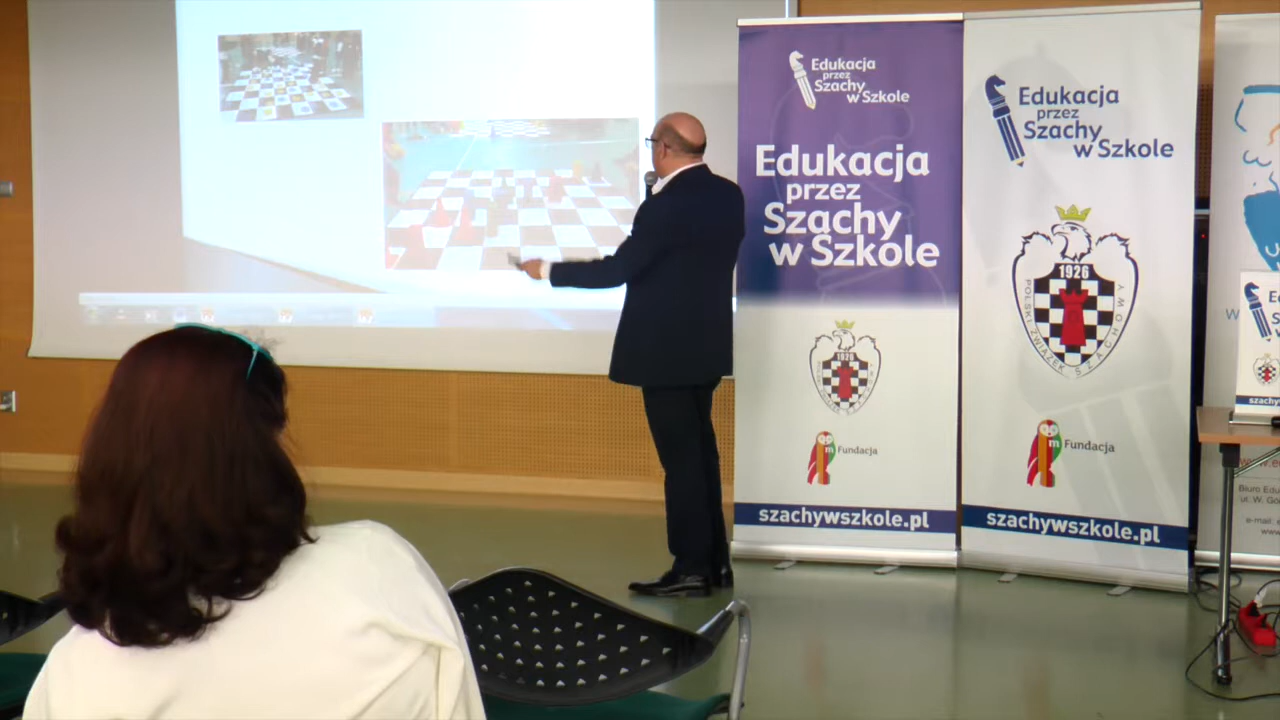 Edukacja
przez
Szachy
w Szkole
Edukacja
przez
Szachy
w Szkole
1926
Fundacja
szachywszkole.pl
Edukacja
przez
Szachy
w Szkole
1926
POLSKI ZWIĄZEK SZACHOWY
m Fundacja
szachywszkole.pl